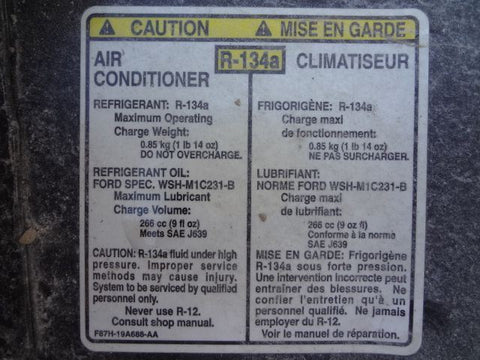 CAUTION
MISE EN GARDE
R-134a
AIR
CONDITIONER
REFRIGERANT: R-134a
Maximum Operating
Charge Weight:
0.85 kg (1 lb 14 oz)
DO NOT OVERCHARGE.
REFRIGERANT OIL:
FORD SPEC. WSH-M1C231-B
Maximum Lubricant
Charge Volume:
266 cc (9 fl oz)
Meets SAE J639
CAUTION: R-134a fluid under high
pressure. Improper service
methods may cause injury.
System to be serviced by qualified
personnel only.
Never use R-12.
Consult shop manual.
F87H-19A688-AA
CLIMATISEUR
FRIGORIGÈNE: R-134a
Charge maxi
de fonctionnement:
0.85 kg (1 lb 14 oz)
NE PAS SURCHARGER.
LUBRIFIANT:
NORME FORD WSH-M1C231-B
Charge maxi
de lubrifiant:
266 cc (9 oz fl)
Conforme à la norme
SAE J639
MISE EN GARDE: Frigorigène
R-134a sous forte pression.
Une intervention incorrecte peut
entraîner des blessures. Ne
confier l'entretien qu'à un
personnel qualifié. Ne jamais
employer du R-12.
Voir le manuel de réparation.